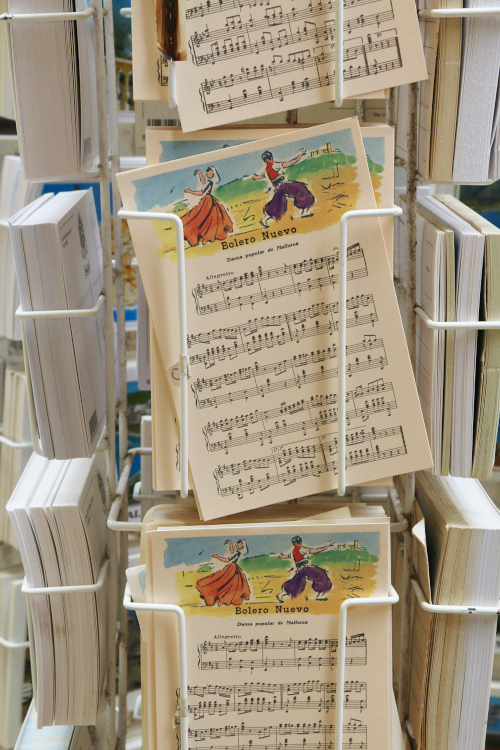 Bolero Nuevo
Danza popular de Mallorca
Allegretto
Bolero Nuevo
Danza popular de Mallorca
Allegretto